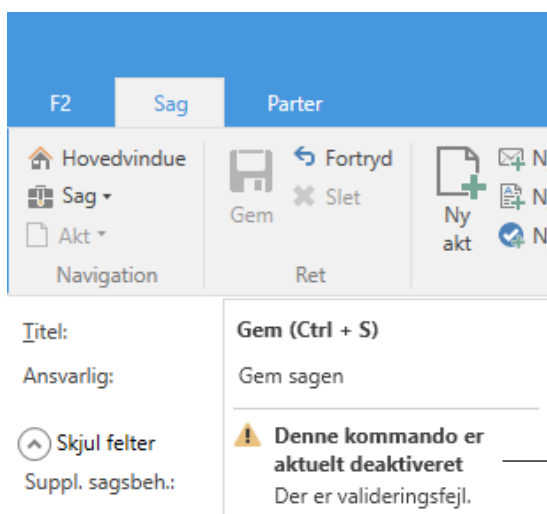 F2 Sag Parter
Hovedvindue
Sag
Akt
Navigation
Gem
Fortryd
Slet
Ret
Ny
akt
N
N
N
Titel:
Ansvarlig:
Skjul felter
Suppl. sagsbeh.:
Gem (Ctrl + S)
Gem sagen
Denne kommando er
aktuelt deaktiveret
Der er valideringsfejl.